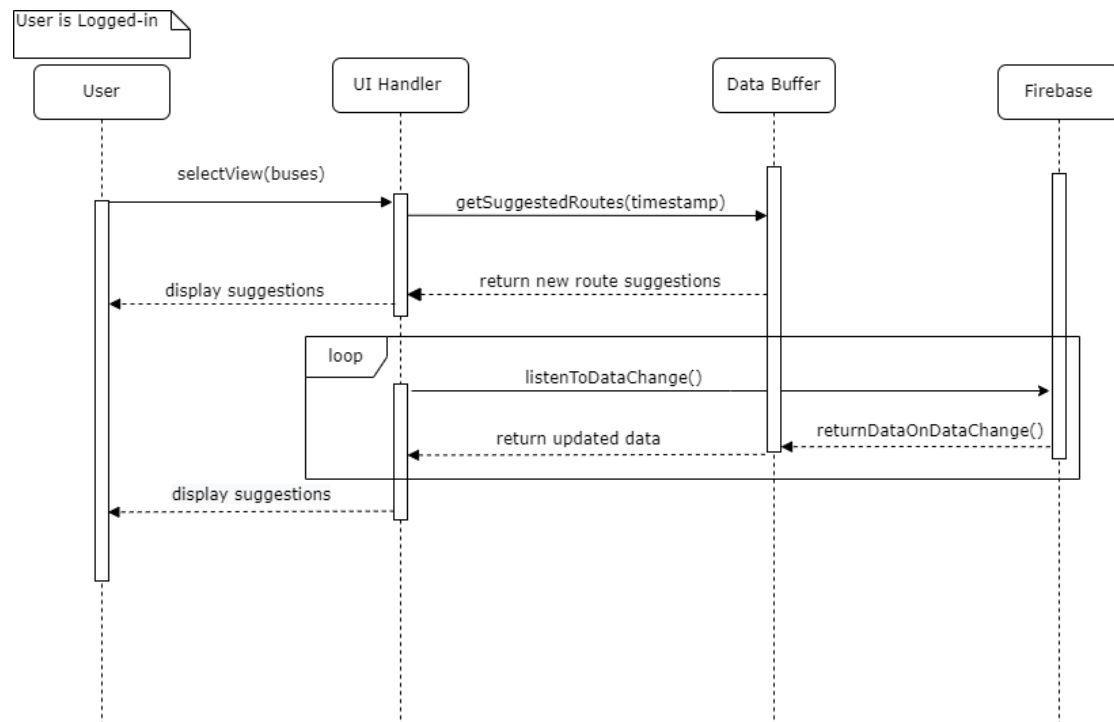 User is Logged-in
User
UI Handler
Data Buffer
Firebase
selectView(buses)
getSuggestedRoutes(timestamp)
return new route suggestions
display suggestions
loop
listenToDataChange()
returnDataOnDataChange()
return updated data
display suggestions